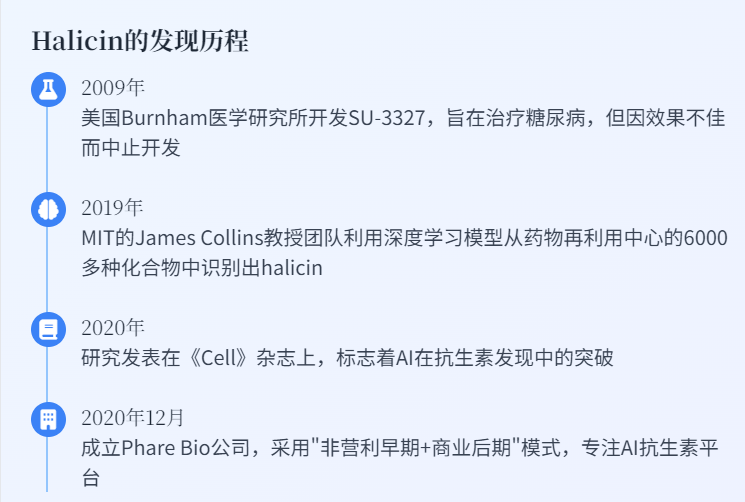 Halicin的发现历程
2009年
美国Burnham医学研究所开发SU-3327，旨在治疗糖尿病，但因效果不佳
而中止开发
2019年
MIT的James Collins教授团队利用深度学习模型从药物再利用中心的6000
多种化合物中识别出halicin
2020年
研究发表在《Cell》杂志上，标志着AI在抗生素发现中的突破
2020年12月
成立Phare Bio公司，采用"非营利早期+商业后期"模式，专注AI抗生素平
台